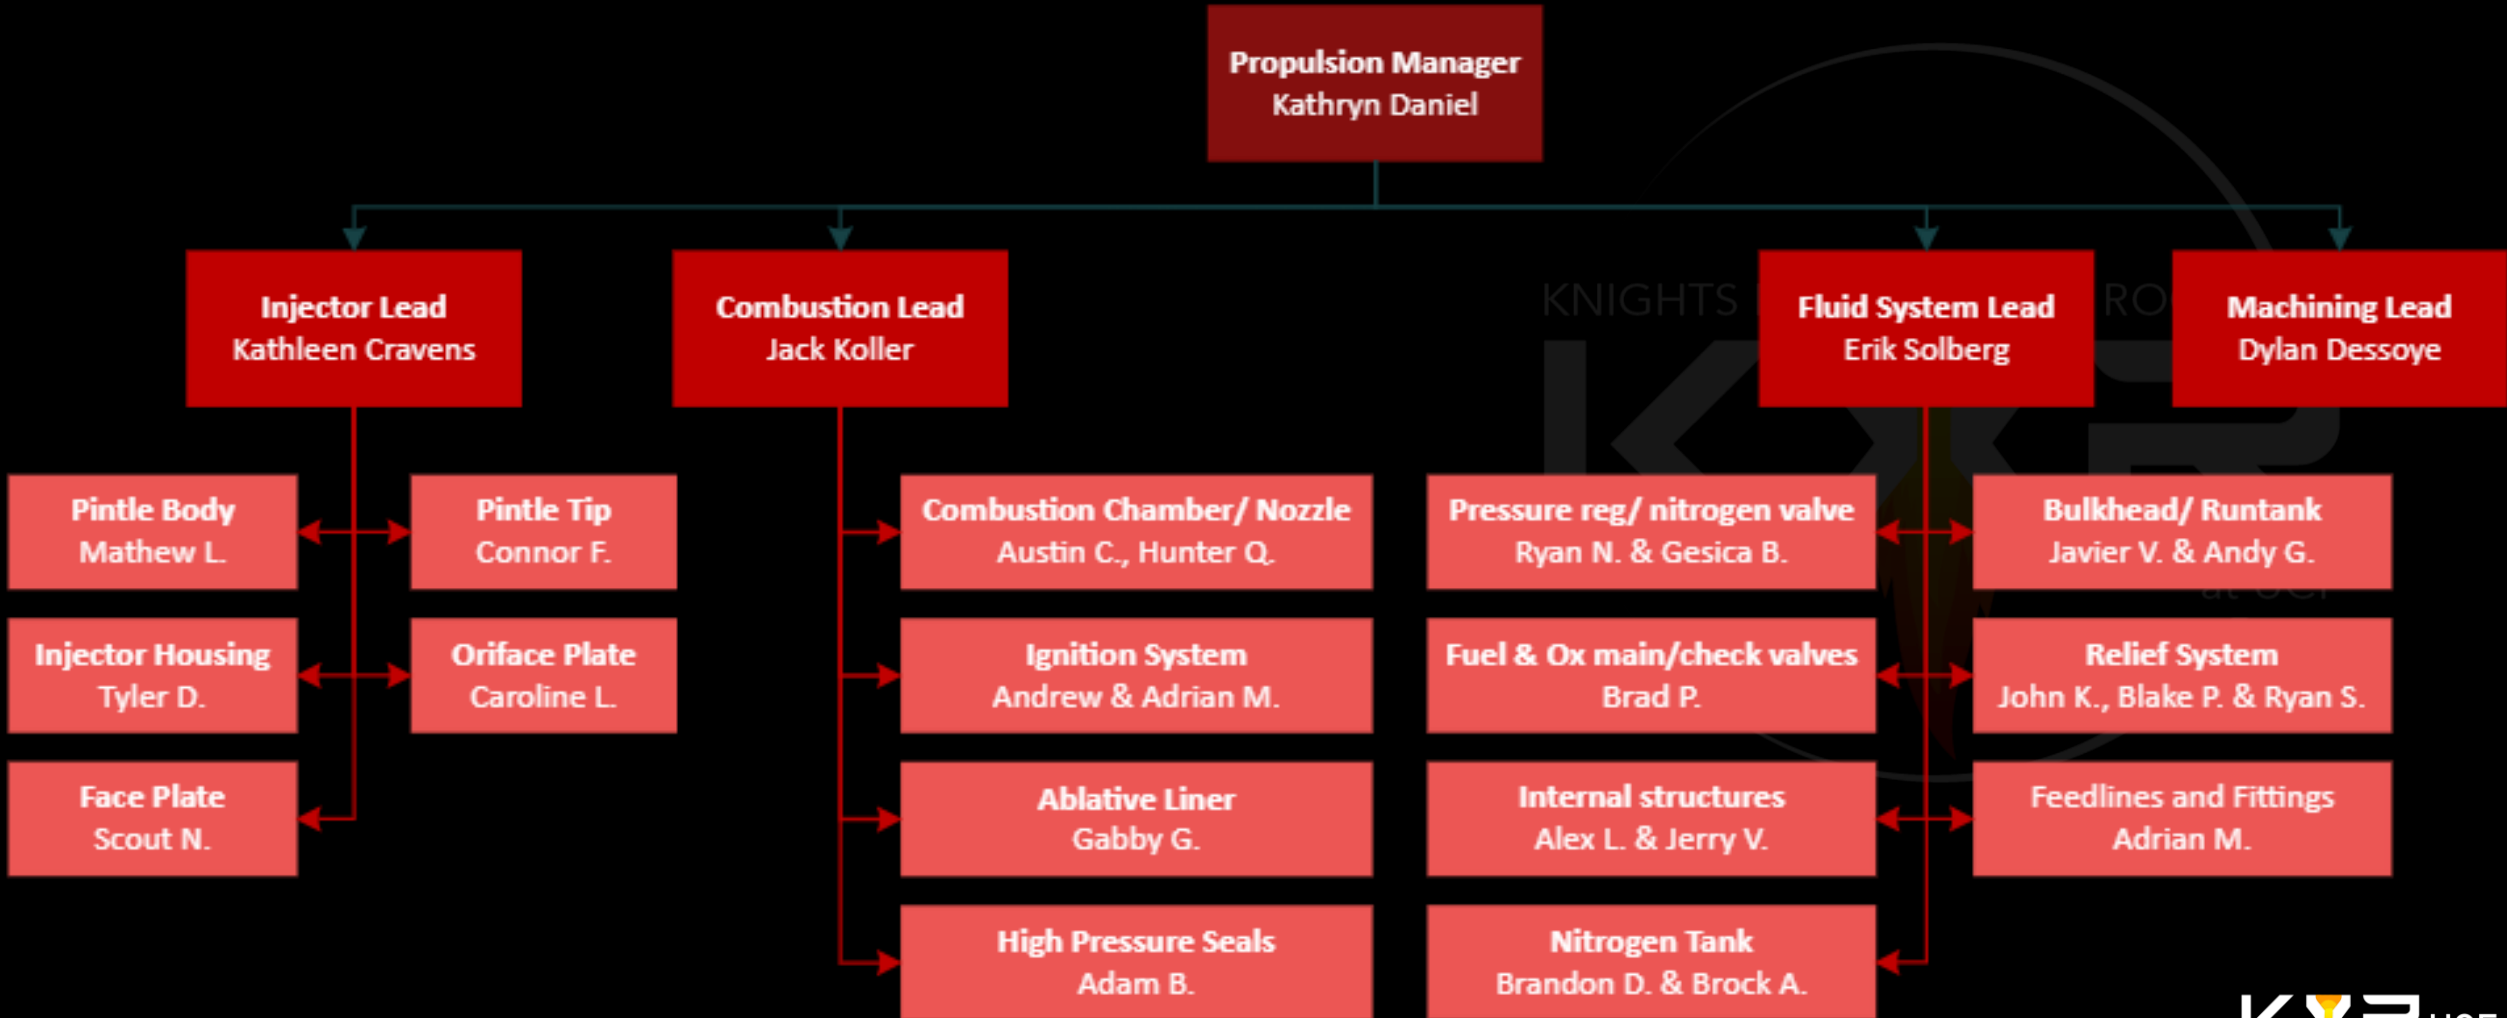 Propulsion Manager
Kathryn Daniel
Injector Lead
Kathleen Cravens
Combustion Lead
Jack Koller
Fluid System Lead
Erik Solberg
Machining Lead
Dylan Dessoye
KNIGHTS
Pintle Body
Mathew L.
Pintle Tip
Connor F.
Injector Housing
Tyler D.
Oriface Plate
Caroline L.
Face Plate
Scout N.
Combustion Chamber/ Nozzle
Austin C., Hunter Q.
Ignition System
Andrew & Adrian M.
Ablative Liner
Gabby G.
High Pressure Seals
Adam B.
Pressure reg/ nitrogen valve
Ryan N. & Gesica B.
Bulkhead/ Runtank
Javier V. & Andy G.
Fuel & Ox main/check valves
Brad P.
Relief System
John K., Blake P. & Ryan S.
Internal structures
Alex L. & Jerry V.
Feedlines and Fittings
Adrian M.
Nitrogen Tank
Brandon D. & Brock A.